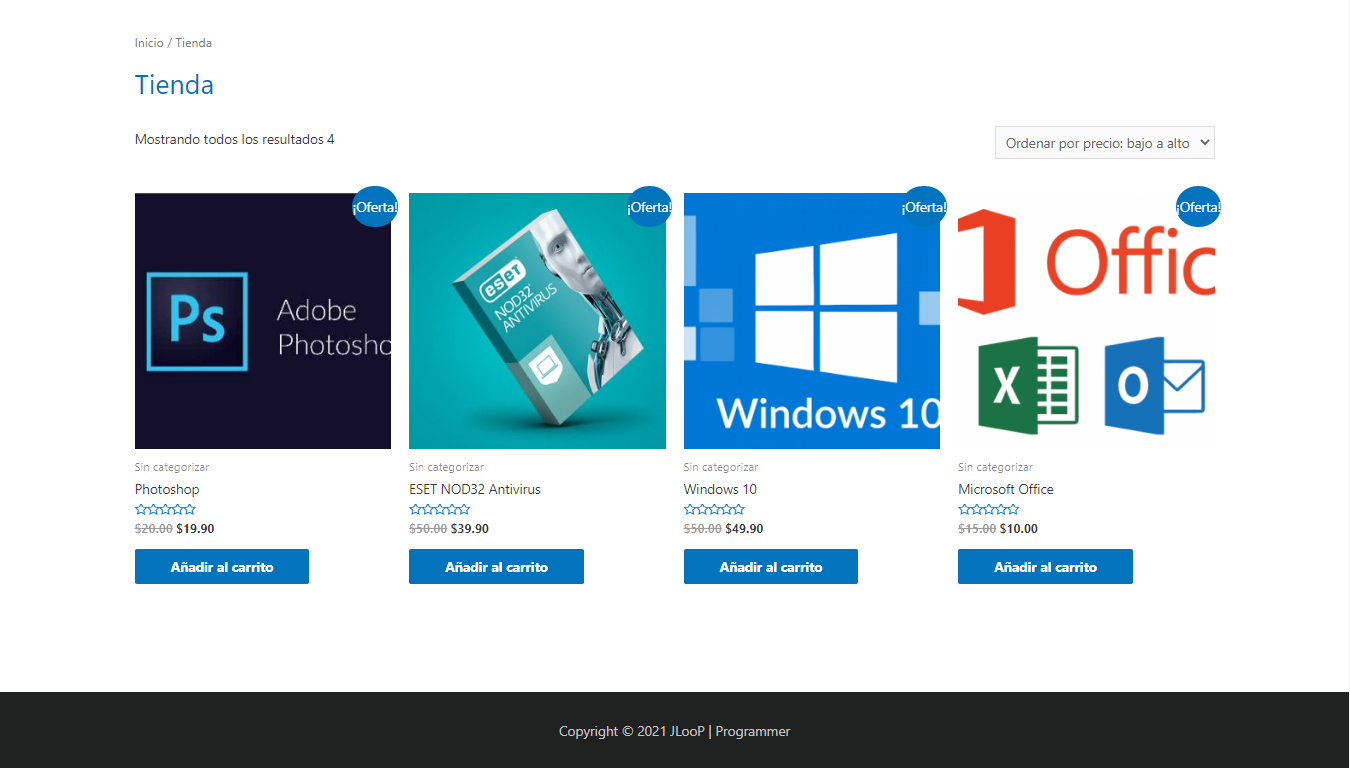 Inicio / Tienda
Tienda
Mostrando todos los resultados 4
Ordenar por precio: bajo a alto
¡Oferta!
Ps
Adobe
Photosho
Sin categorizar
Photoshop
$20.00 $19.90
Añadir al carrito
¡Oferta!
eseT
NOD32
ANTIVIRUS
Sin categorizar
ESET NOD32 Antivirus
$50.00 $39.90
Añadir al carrito
¡Oferta!
Windows 10
Sin categorizar
Windows 10
$50.00 $49.90
Añadir al carrito
¡Oferta!
Offic
X
O
Sin categorizar
Microsoft Office
$15.00 $10.00
Añadir al carrito
Copyright © 2021 JLooP | Programmer